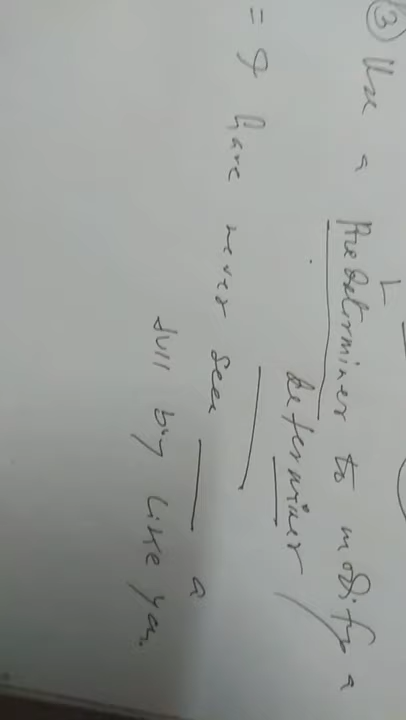 ③ Use a Predeterminer to modify a
determiner
= I have never seen ___ a
dull boy like you.